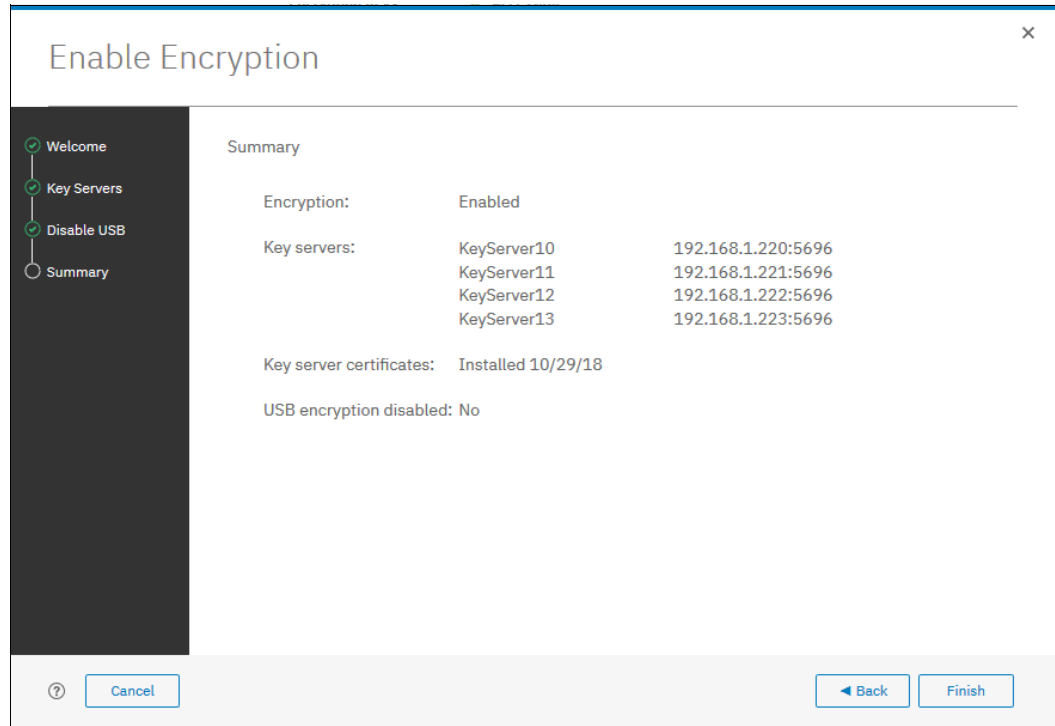 Enable Encryption
×
Welcome
Key Servers
Disable USB
Summary
Summary
Encryption: Enabled
Key servers: KeyServer10 192.168.1.220:5696
KeyServer11 192.168.1.221:5696
KeyServer12 192.168.1.222:5696
KeyServer13 192.168.1.223:5696
Key server certificates: Installed 10/29/18
USB encryption disabled: No
?
Cancel
◄ Back
Finish